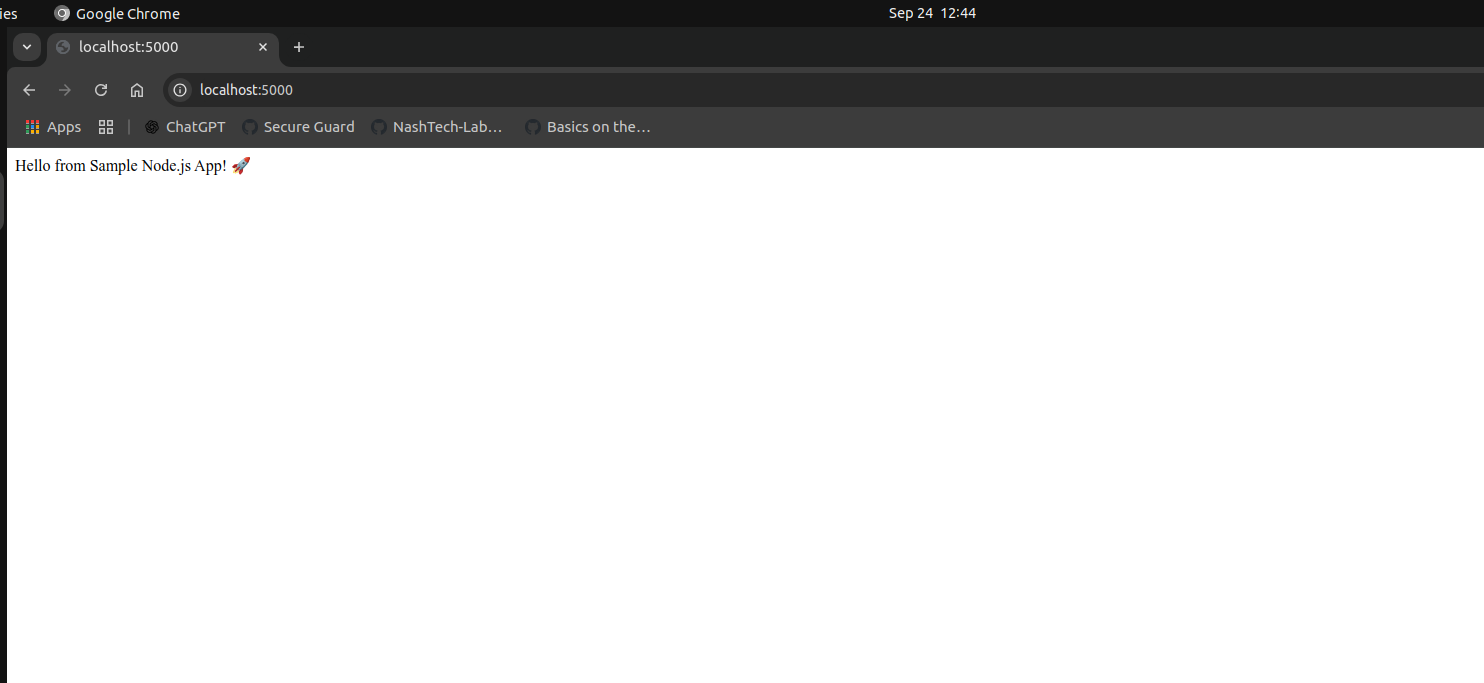 ies Google Chrome Sep 24 12:44
localhost:5000
localhost:5000
Apps ChatGPT Secure Guard NashTech-Lab… Basics on the…
Hello from Sample Node.js App! 🚀